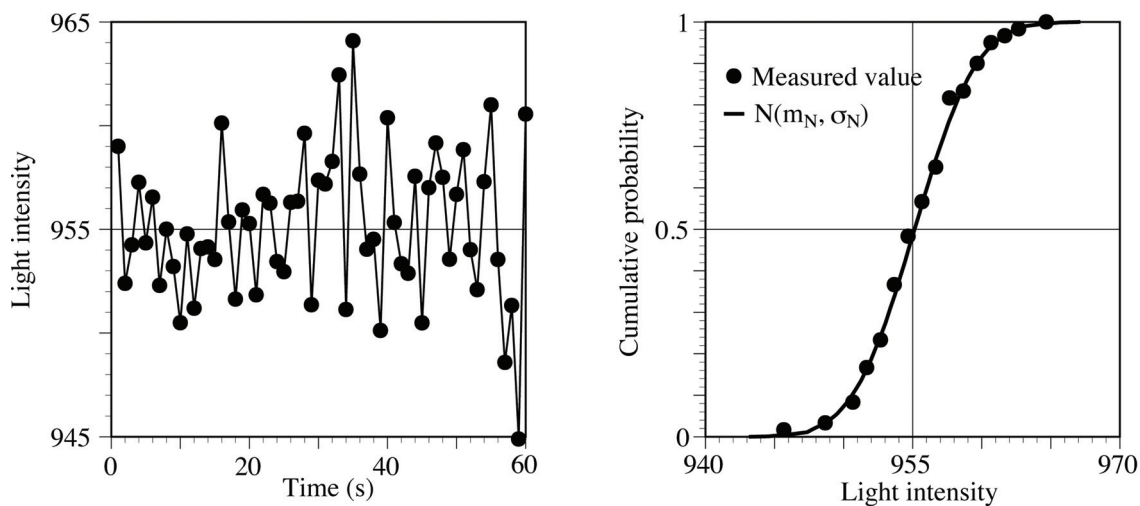 965
955
945
Light intensity
0
20
40
60
Time (s)
1
0.5
0
Cumulative probability
Measured value
N(m_N, σ_N)
940
955
970
Light intensity